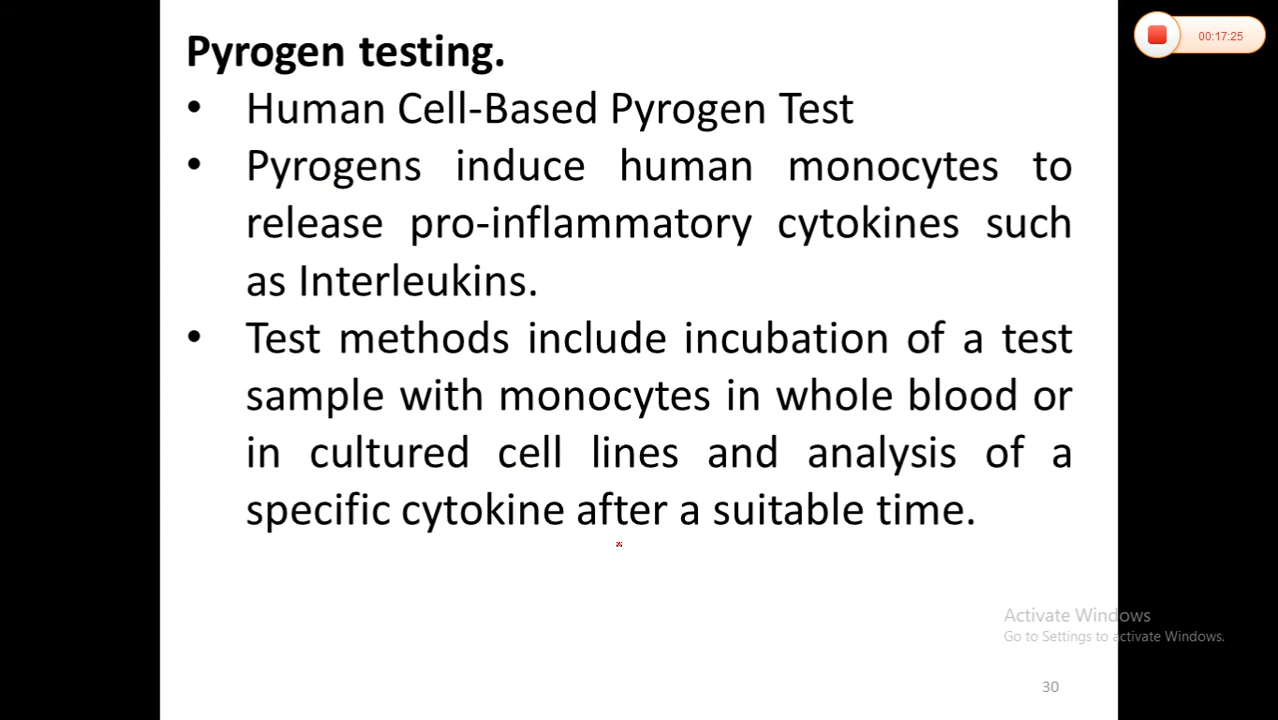 Pyrogen testing.
00:17:25
• Human Cell-Based Pyrogen Test
• Pyrogens induce human monocytes to
release pro-inflammatory cytokines such
as Interleukins.
• Test methods include incubation of a test
sample with monocytes in whole blood or
in cultured cell lines and analysis of a
specific cytokine after a suitable time.
Activate Windows
Go to Settings to activate Windows.
30